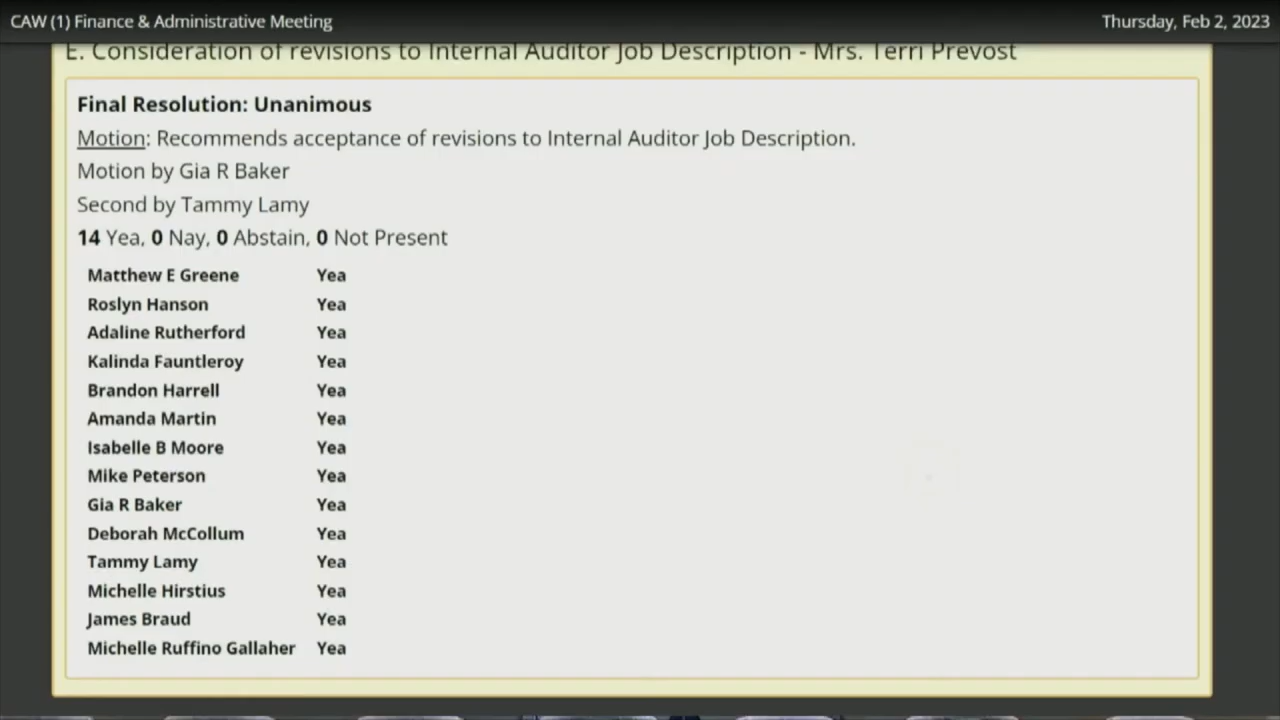 CAW (1) Finance & Administrative Meeting
Thursday, Feb 2, 2023
E. Consideration of revisions to Internal Auditor Job Description - Mrs. Terri Prevost
Final Resolution: Unanimous
Motion: Recommends acceptance of revisions to Internal Auditor Job Description.
Motion by Gia R Baker
Second by Tammy Lamy
14 Yea, 0 Nay, 0 Abstain, 0 Not Present
Matthew E Greene Yea
Roslyn Hanson Yea
Adaline Rutherford Yea
Kalinda Fauntleroy Yea
Brandon Harrell Yea
Amanda Martin Yea
Isabelle B Moore Yea
Mike Peterson Yea
Gia R Baker Yea
Deborah McCollum Yea
Tammy Lamy Yea
Michelle Hirstius Yea
James Braud Yea
Michelle Ruffino Gallaher Yea